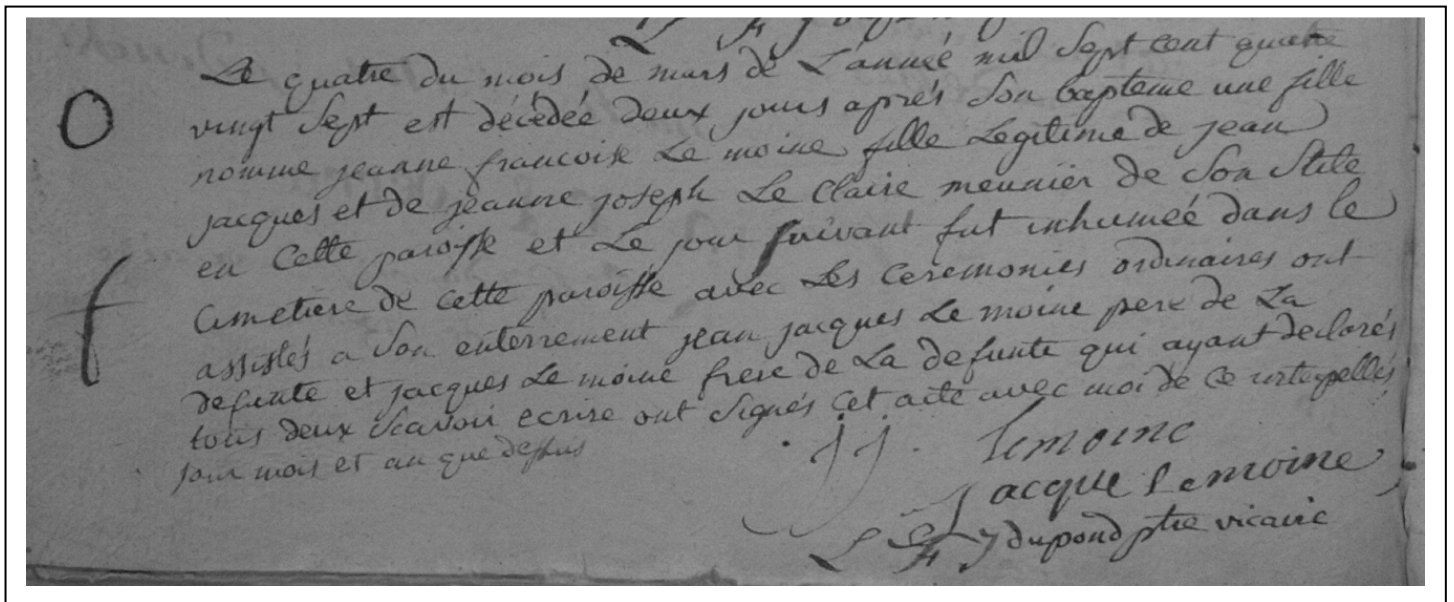 O
Le quatre du mois de mars de L'année mil Sept cent quatre
vingt Sept est décédée deux jours aprés Son bapteme une fille
nommé jeanne francoise Le moine fille Legitime de jean
jacques et de jeanne joseph Le Claire meunier de Son Stile
en Cette paroisse et Le jour suivant fut inhumeé dans le
Cimetiere de cette paroisse avec Les Ceremonies ordinaires ont
assistés a Son enterrement jean jacques Le moine pere de La
defunte et jacques Le moine frere de La defunte qui ayant declarés
tous deux Scavoir ecrire ont Signés cet acte avec moi de ce interpellés
jour mois et an que dessus
f
j j. lemoine
Jacque lemoine
dupond ptre vicaire